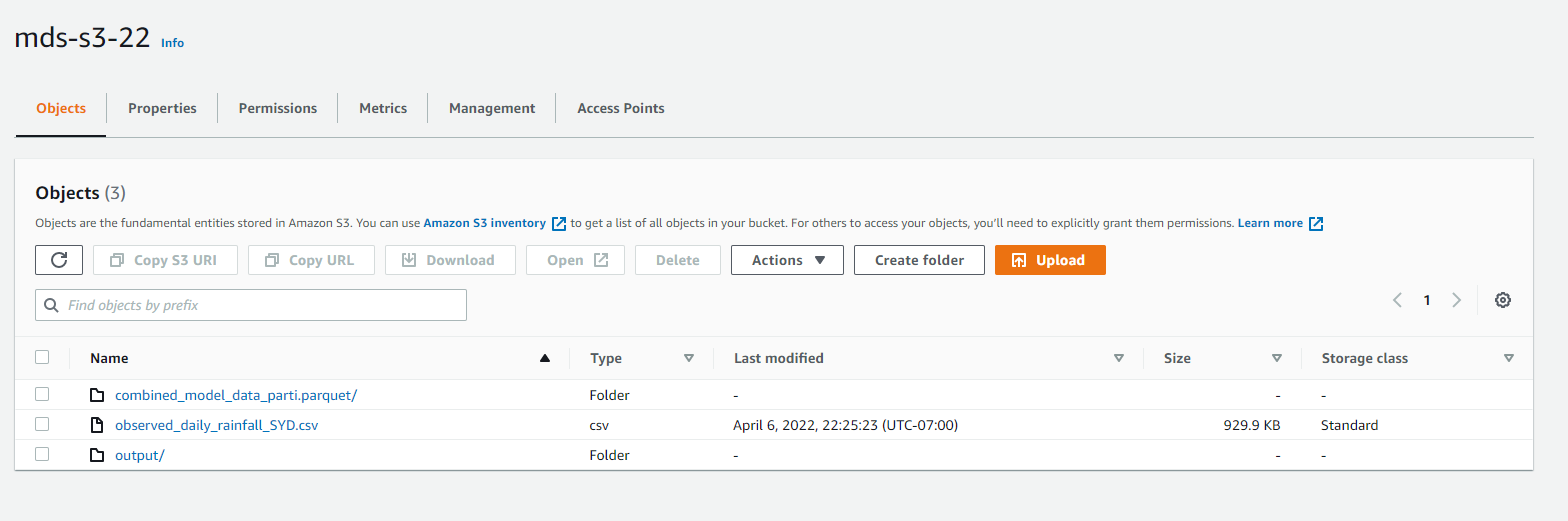 mds-s3-22 Info
Objects Properties Permissions Metrics Management Access Points
Objects (3)
Objects are the fundamental entities stored in Amazon S3. You can use Amazon S3 inventory to get a list of all objects in your bucket. For others to access your objects, you’ll need to explicitly grant them permissions. Learn more
Copy S3 URI Copy URL Download Open Delete Actions Create folder Upload
Find objects by prefix 1
Name Type Last modified Size Storage class
combined_model_data_parti.parquet/ Folder - - -
observed_daily_rainfall_SYD.csv csv April 6, 2022, 22:25:23 (UTC-07:00) 929.9 KB Standard
output/ Folder - - -